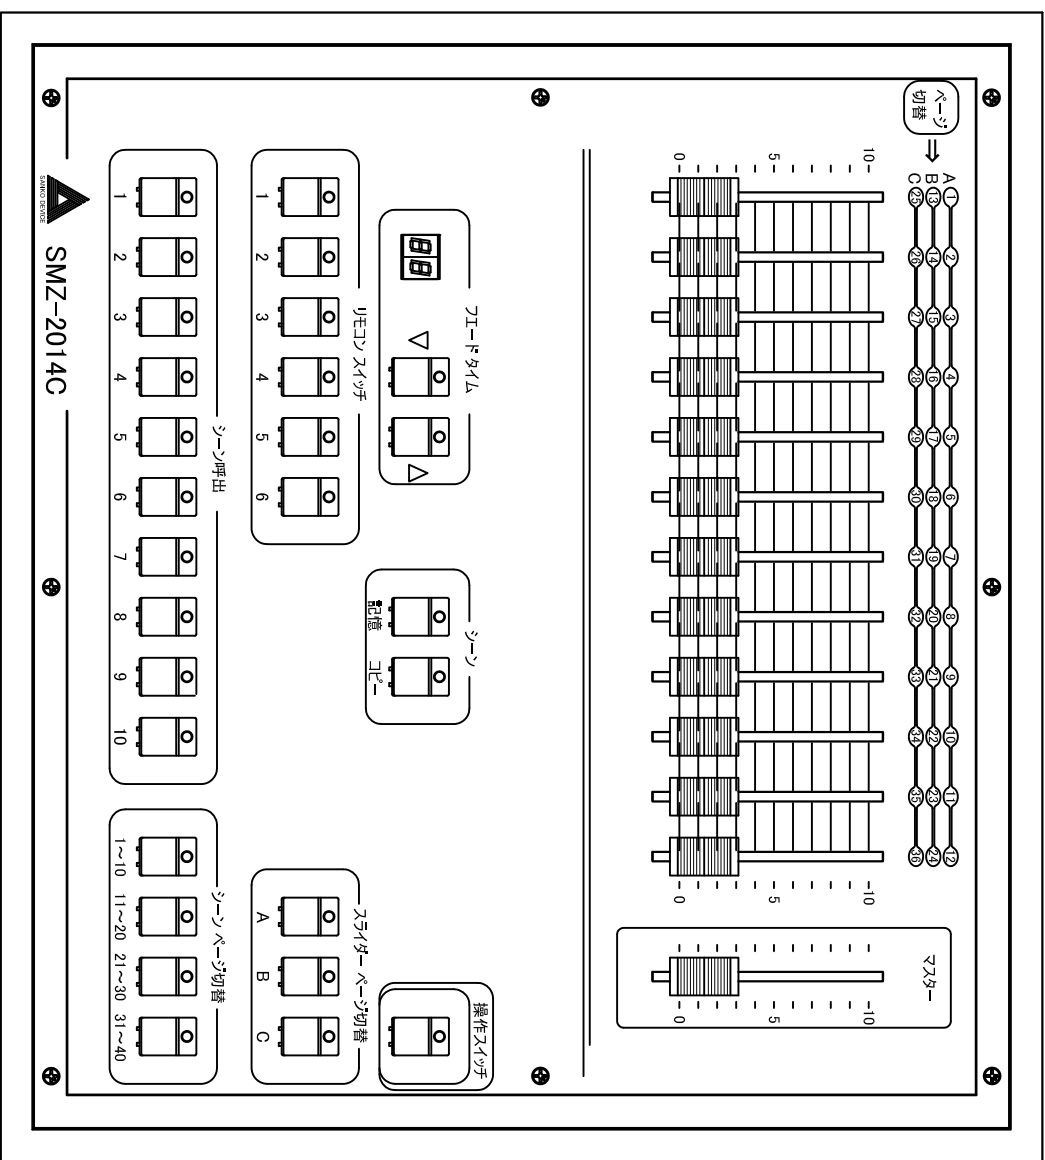 ページ
切替
⇒
A 1 2 3 4 5 6 7 8 9 10 11 12
B 13 14 15 16 17 18 19 20 21 22 23 24
C 25 26 27 28 29 30 31 32 33 34 35 36
マスター
10 10 10
5 5 5
0 0 0
フエード タイム
88
シーン
記憶 コピー
操作スイッチ
リモコン スイッチ
1 2 3 4 5 6
スライダー ページ切替
A B C
シーン呼出
1 2 3 4 5 6 7 8 9 10
シーン ページ切替
1～10 11～20 21～30 31～40
SANKO DEVICE
SMZ-2014C